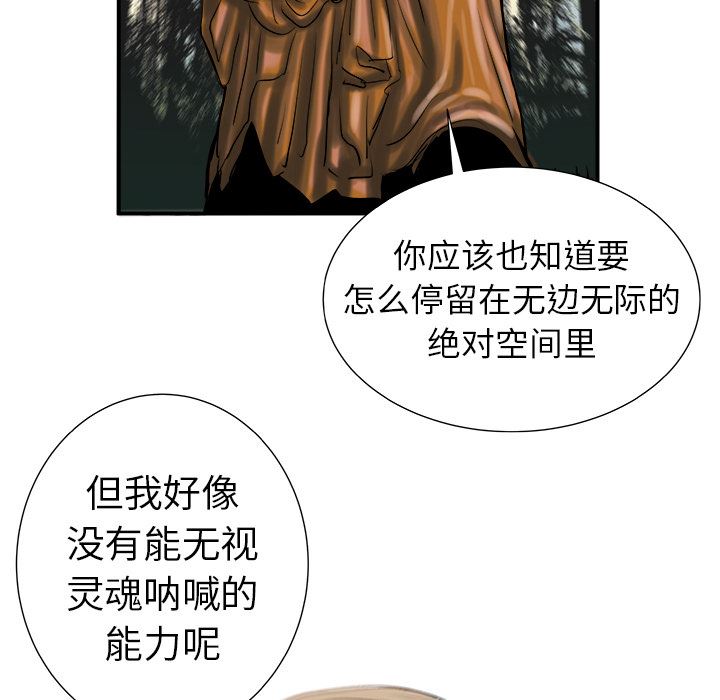 你应该也知道要
怎么停留在无边无际的
绝对空间里
但我好像
没有能无视
灵魂呐喊的
能力呢